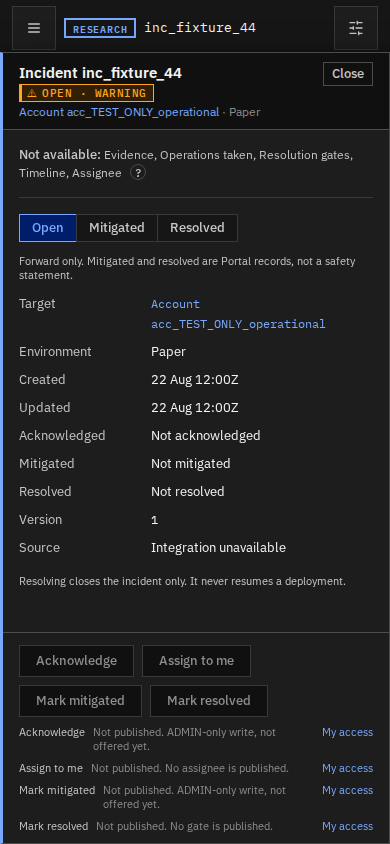 RESEARCH inc_fixture_44
Incident inc_fixture_44
Close
⚠ OPEN · WARNING
Account acc_TEST_ONLY_operational · Paper
Not available: Evidence, Operations taken, Resolution gates,
Timeline, Assignee ?
Open Mitigated Resolved
Forward only. Mitigated and resolved are Portal records, not a safety
statement.
Target Account
acc_TEST_ONLY_operational
Environment Paper
Created 22 Aug 12:00Z
Updated 22 Aug 12:00Z
Acknowledged Not acknowledged
Mitigated Not mitigated
Resolved Not resolved
Version 1
Source Integration unavailable
Resolving closes the incident only. It never resumes a deployment.
Acknowledge Assign to me
Mark mitigated Mark resolved
Acknowledge Not published. ADMIN-only write, not My access
offered yet.
Assign to me Not published. No assignee is published. My access
Mark mitigated Not published. ADMIN-only write, not My access
offered yet.
Mark resolved Not published. No gate is published. My access